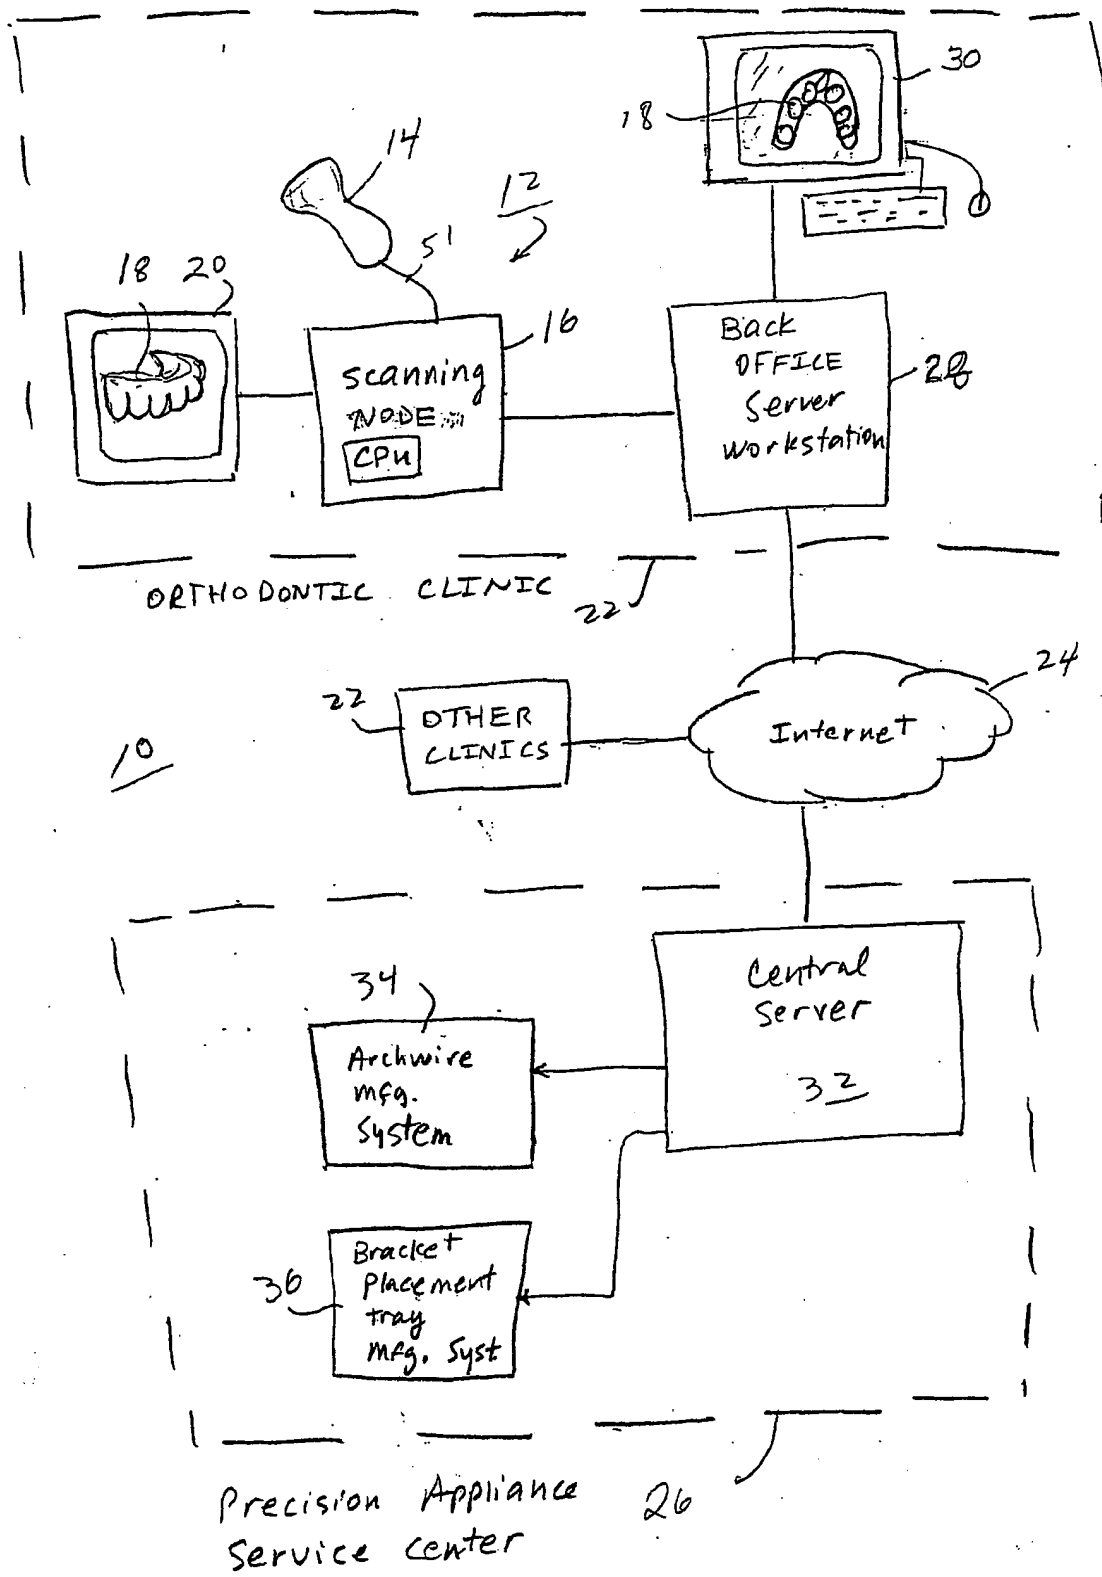 30
18
14
12
51
18
20
16
Back
OFFICE
Server
Workstation
28
scanning
NODE
CPU
ORTHODONTIC CLINIC
22
24
22
OTHER
CLINICS
Internet
10
Central
Server
32
34
Archwire
mfg.
System
Bracket
Placement
tray
mfg. Syst
36
Precision Appliance
Service center
26